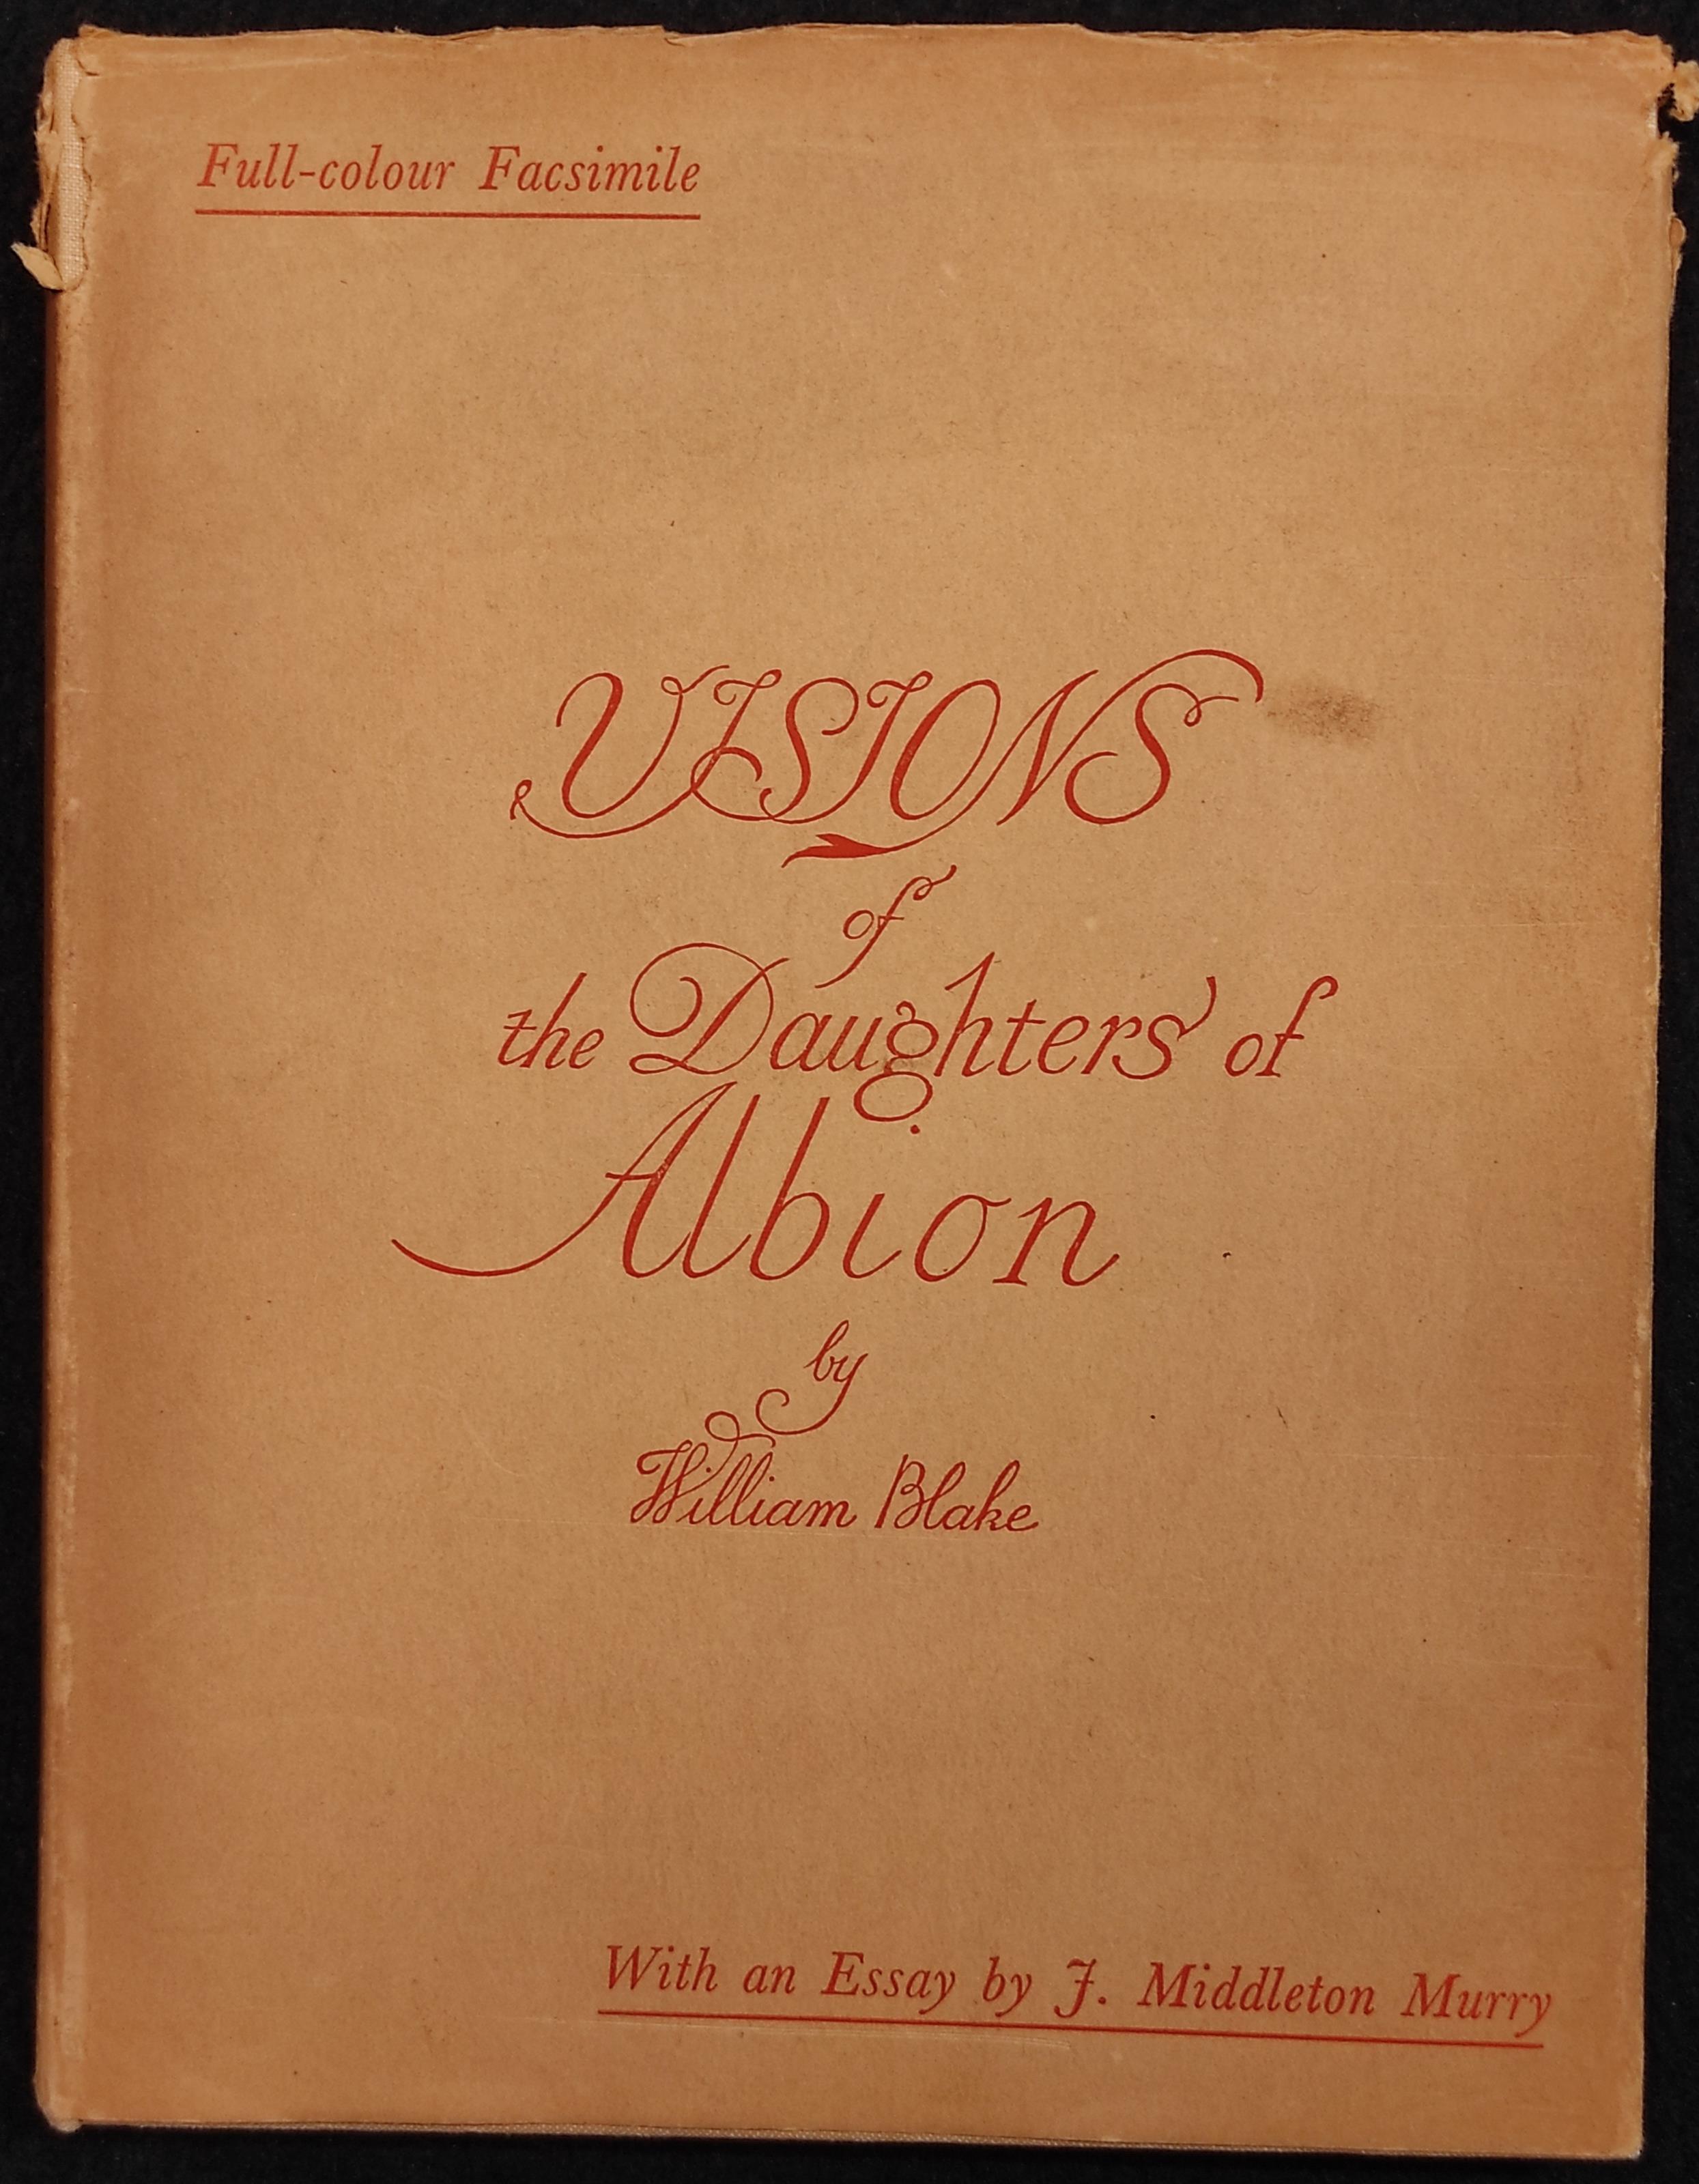 Full-colour Facsimile
VISIONS
of
the Daughters of
Albion
by
William Blake
With an Essay by J. Middleton Murry